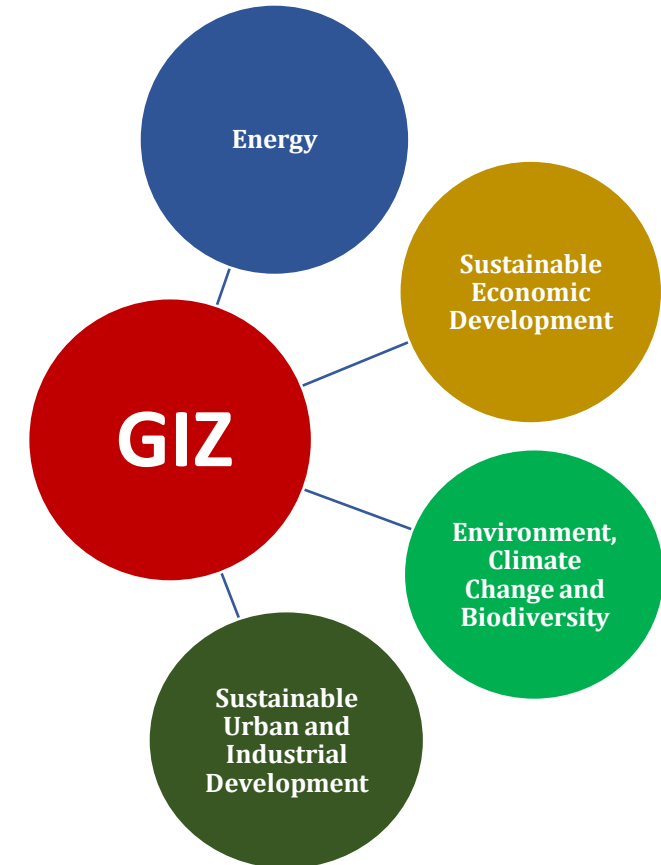 Energy
Sustainable
Economic
Development
GIZ
Environment,
Climate
Change and
Biodiversity
Sustainable
Urban and
Industrial
Development